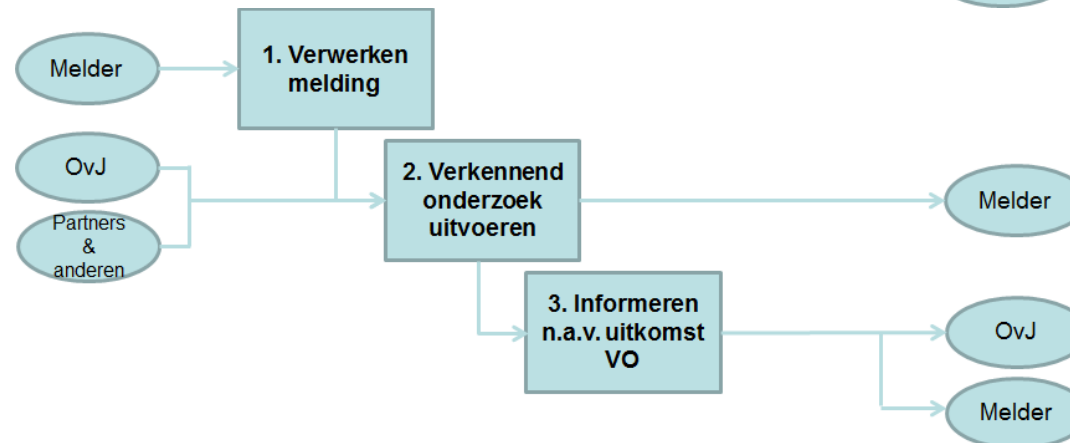 Melder
1. Verwerken
melding
OvJ
Partners
&
anderen
2. Verkennend
onderzoek
uitvoeren
Melder
3. Informeren
n.a.v. uitkomst
VO
OvJ
Melder